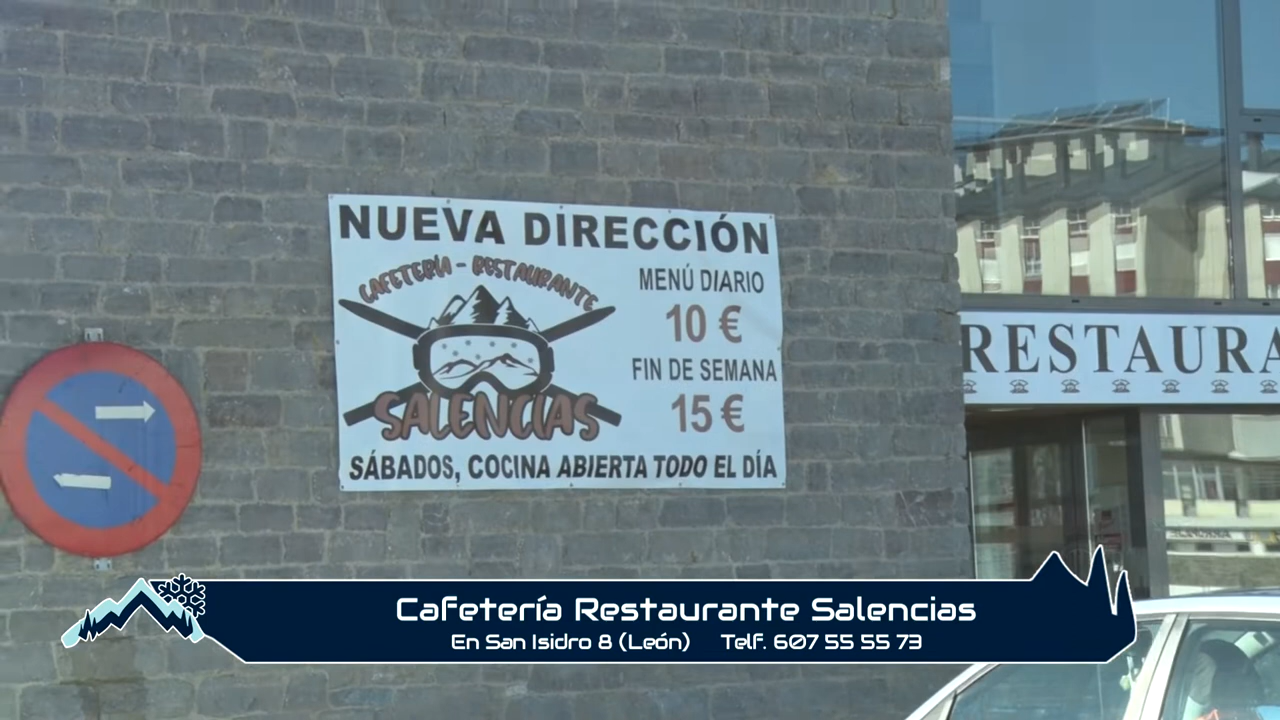 NUEVA DIRECCIÓN
CAFETERÍA - RESTAURANTE
SALENCIAS
MENÚ DIARIO
10 €
FIN DE SEMANA
15 €
SÁBADOS, COCINA ABIERTA TODO EL DÍA
RESTAURA
Cafetería Restaurante Salencias
En San Isidro 8 (León) Telf. 607 55 55 73